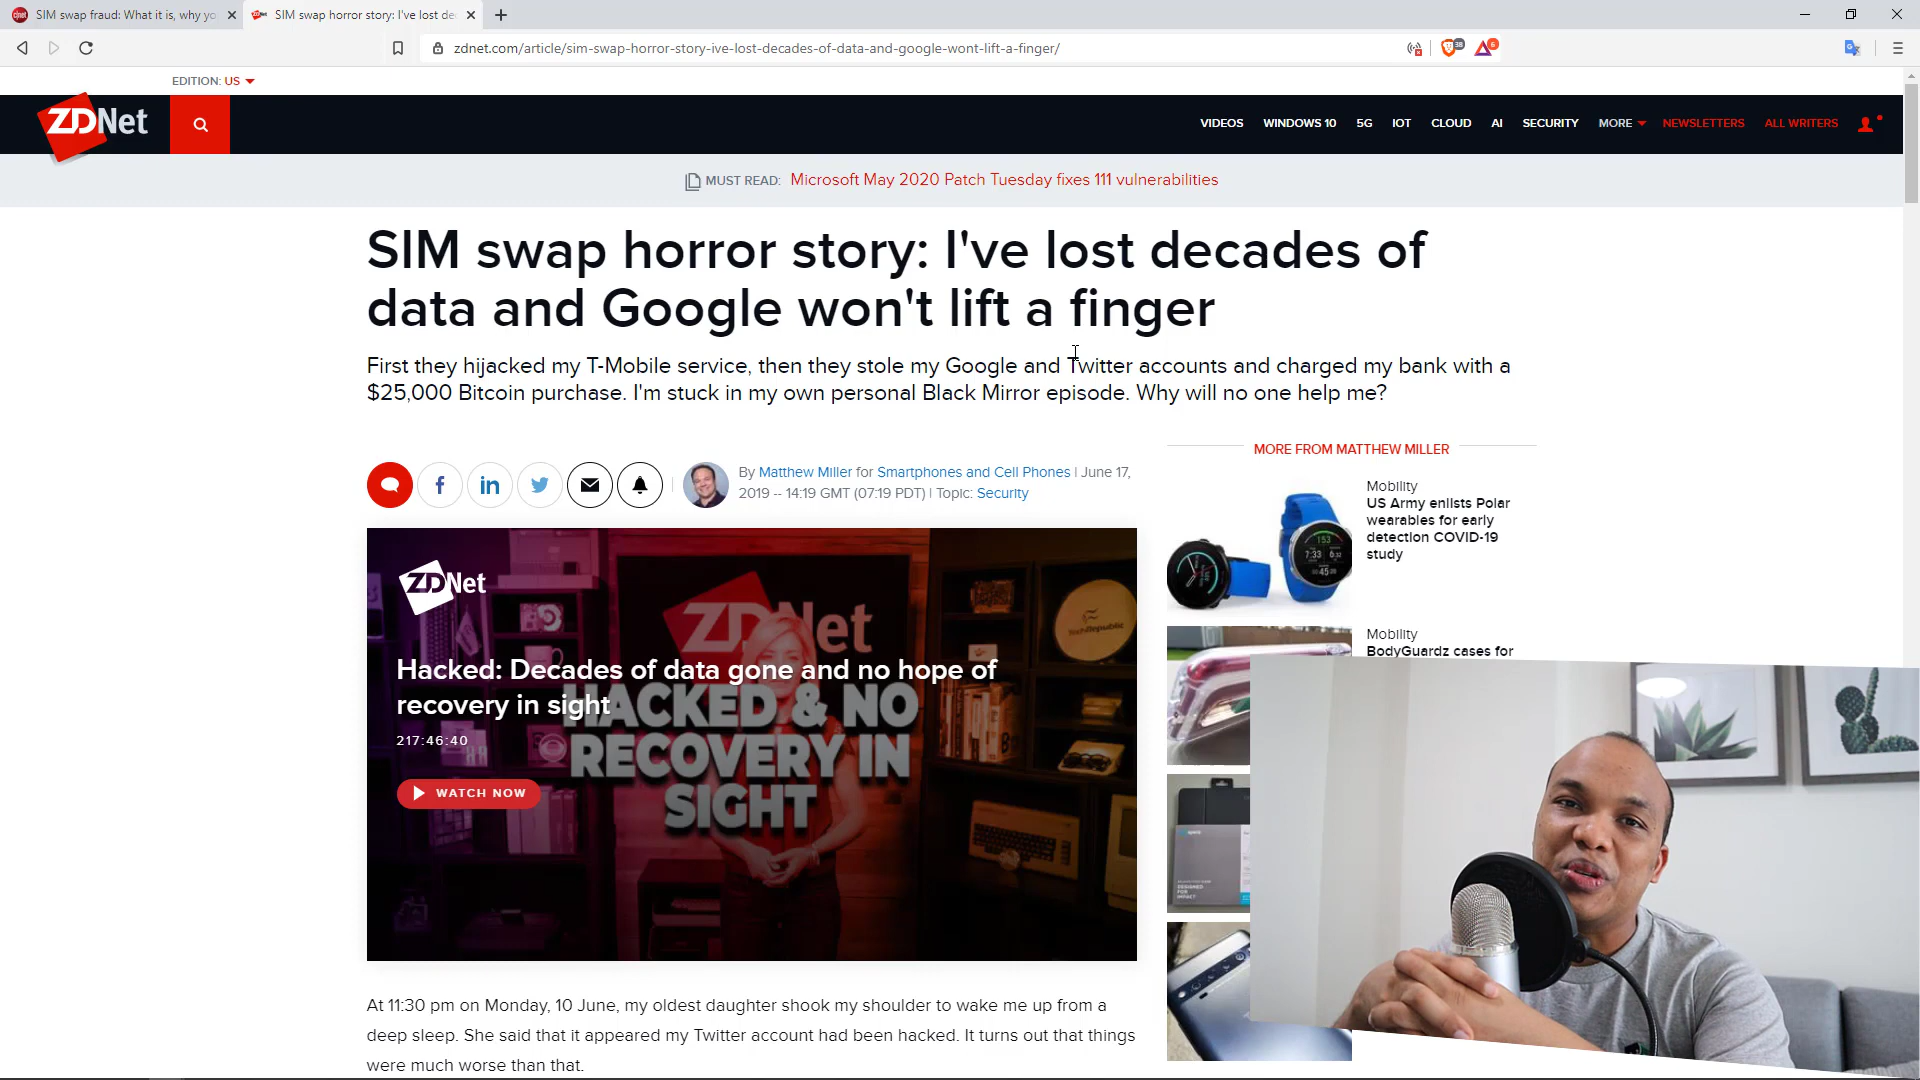 SIM swap fraud: What it is, why yo
SIM swap horror story: I've lost dec
zdnet.com/article/sim-swap-horror-story-ive-lost-decades-of-data-and-google-wont-lift-a-finger/
38
6
EDITION: US
ZDNet
VIDEOS WINDOWS 10 5G IOT CLOUD AI SECURITY MORE NEWSLETTERS ALL WRITERS
MUST READ: Microsoft May 2020 Patch Tuesday fixes 111 vulnerabilities
SIM swap horror story: I've lost decades of
data and Google won't lift a finger
First they hijacked my T-Mobile service, then they stole my Google and Twitter accounts and charged my bank with a
$25,000 Bitcoin purchase. I'm stuck in my own personal Black Mirror episode. Why will no one help me?
By Matthew Miller for Smartphones and Cell Phones | June 17,
2019 -- 14:19 GMT (07:19 PDT) | Topic: Security
ZDNet
ZDNet
TechRepublic
Hacked: Decades of data gone and no hope of
recovery in sight
HACKED & NO
RECOVERY IN
SIGHT
217:46:40
WATCH NOW
At 11:30 pm on Monday, 10 June, my oldest daughter shook my shoulder to wake me up from a
deep sleep. She said that it appeared my Twitter account had been hacked. It turns out that things
were much worse than that.
MORE FROM MATTHEW MILLER
Mobility
US Army enlists Polar
wearables for early
detection COVID-19
study
Mobility
BodyGuardz cases for